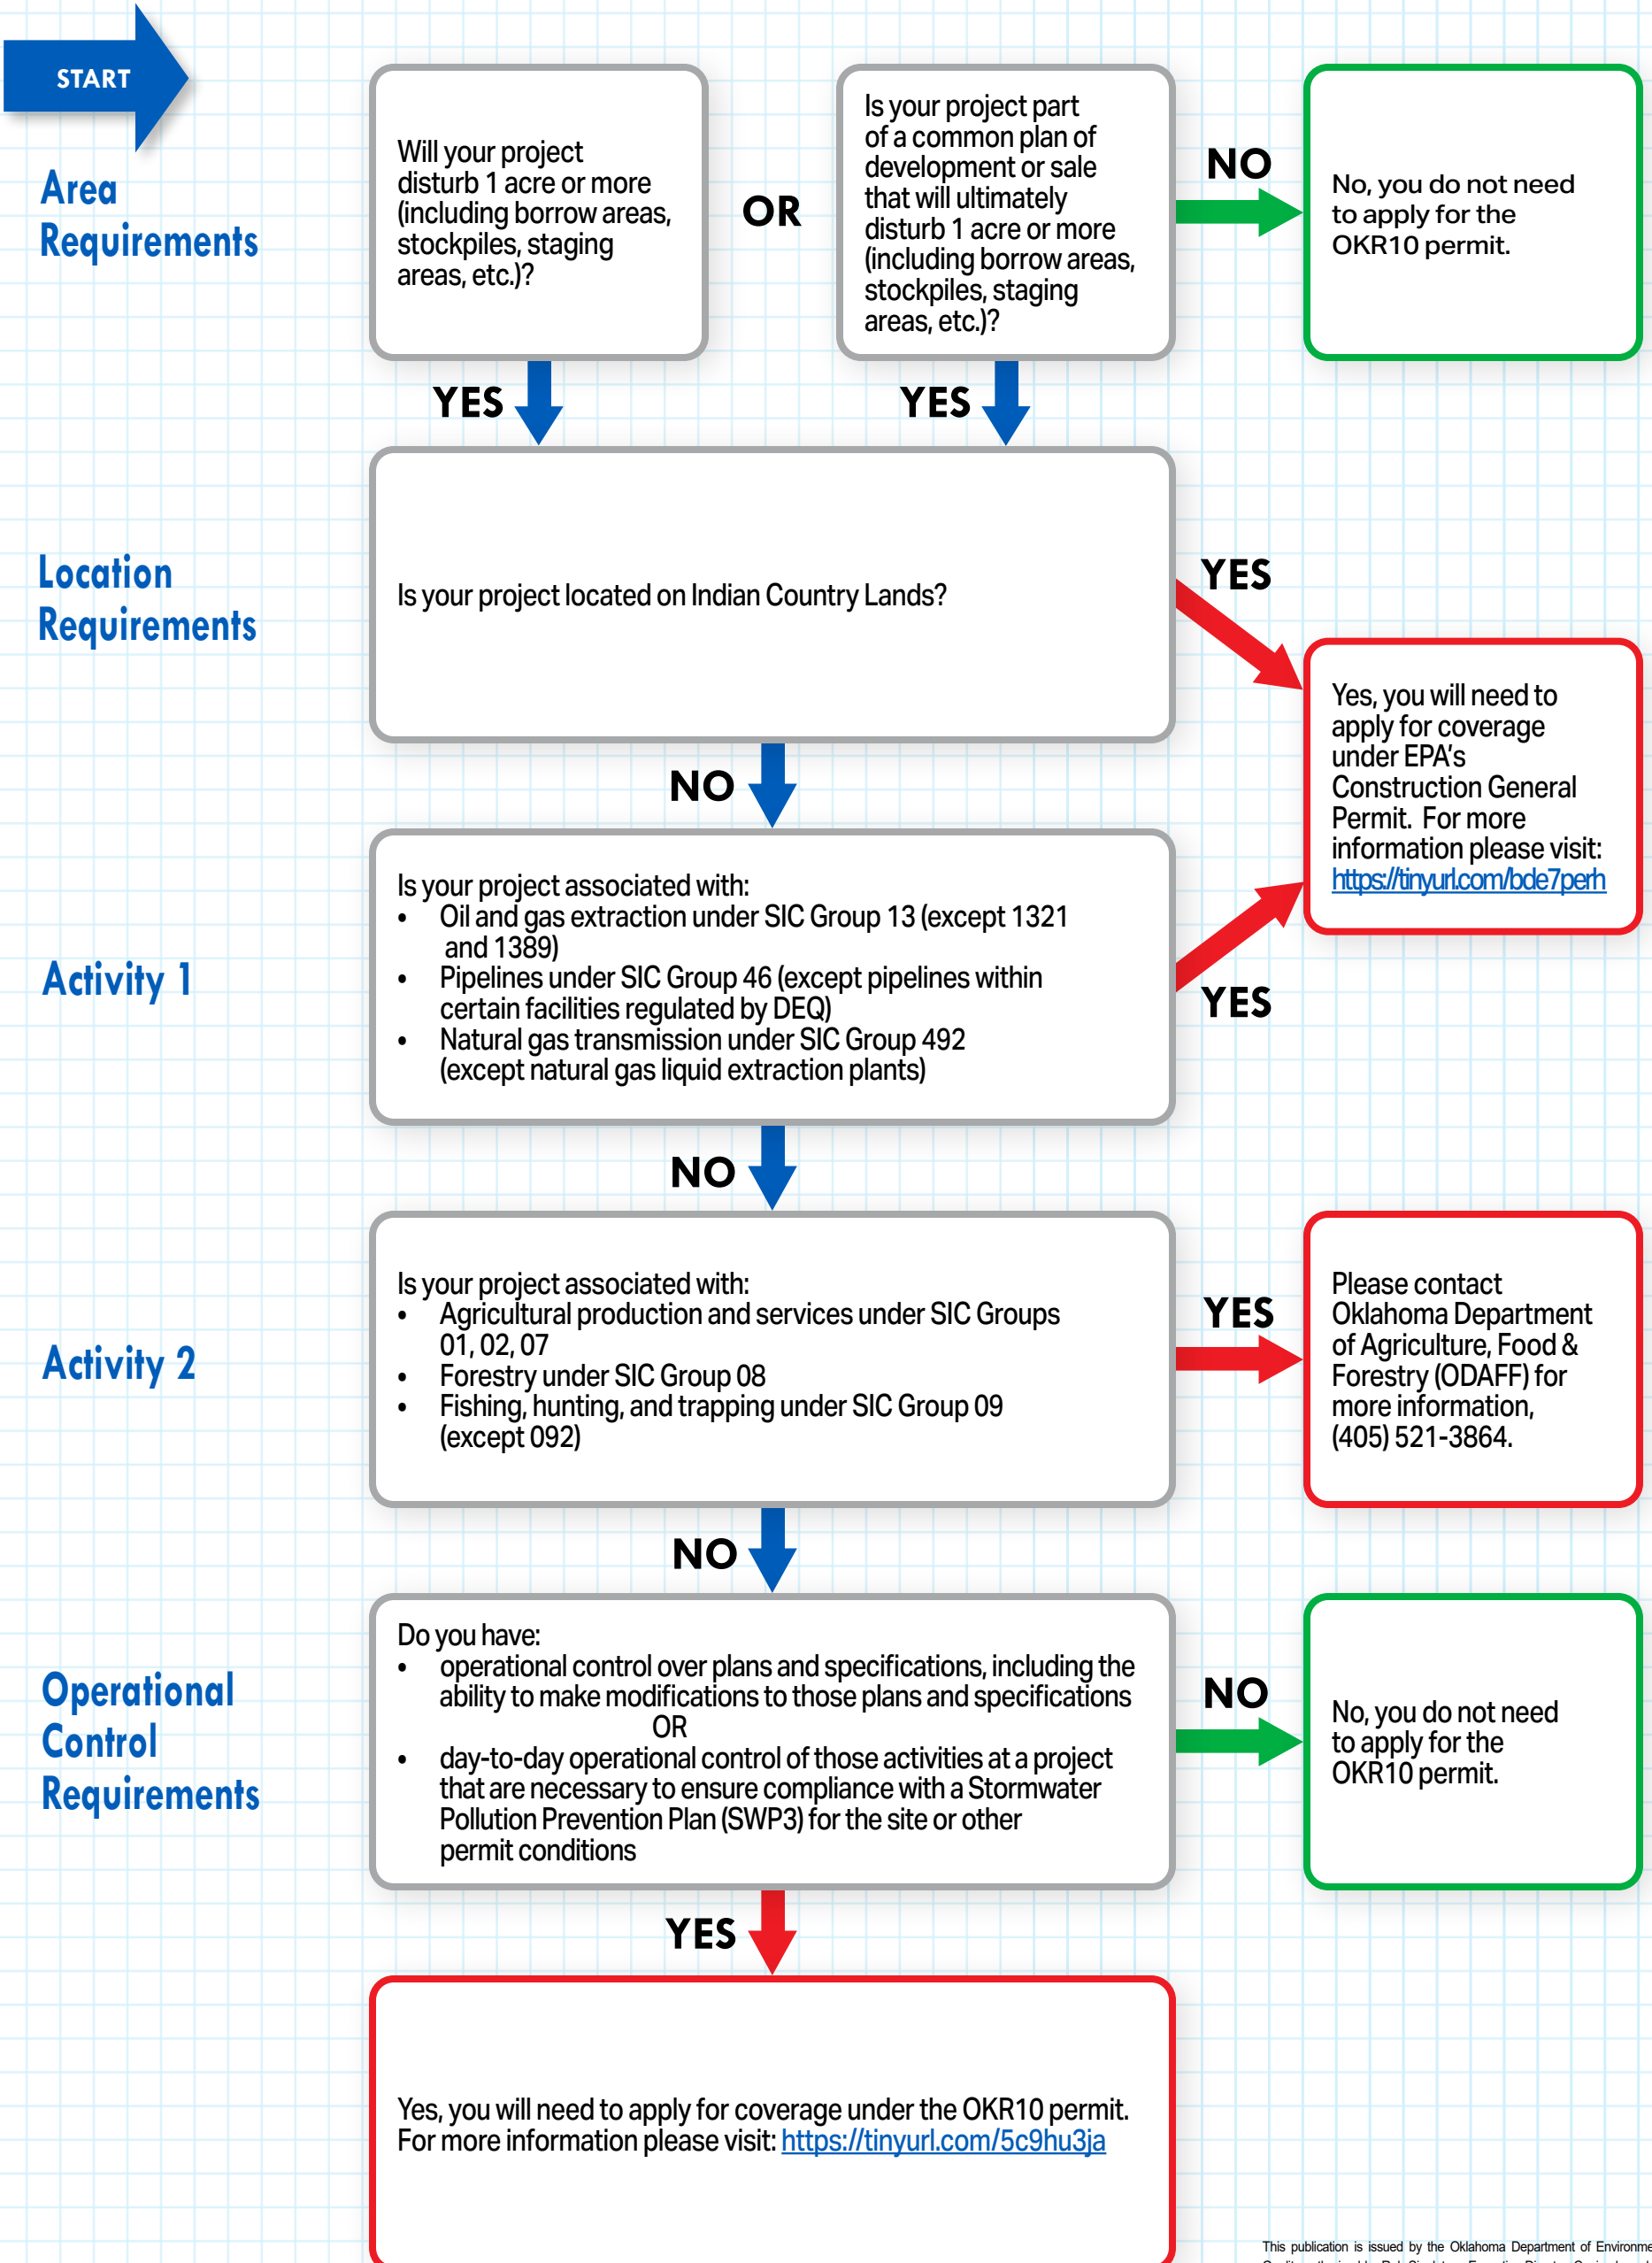 START
Area
Requirements
Will your project
disturb 1 acre or more
(including borrow areas,
stockpiles, staging
areas, etc.)?
OR
Is your project part
of a common plan of
development or sale
that will ultimately
disturb 1 acre or more
(including borrow areas,
stockpiles, staging
areas, etc.)?
NO
No, you do not need
to apply for the
OKR10 permit.
YES
YES
Location
Requirements
Is your project located on Indian Country Lands?
YES
Yes, you will need to
apply for coverage
under EPA's
Construction General
Permit. For more
information please visit:
https://tinyurl.com/bde7perh
NO
Activity 1
Is your project associated with:
• Oil and gas extraction under SIC Group 13 (except 1321
and 1389)
• Pipelines under SIC Group 46 (except pipelines within
certain facilities regulated by DEQ)
• Natural gas transmission under SIC Group 492
(except natural gas liquid extraction plants)
YES
NO
Activity 2
Is your project associated with:
• Agricultural production and services under SIC Groups
01, 02, 07
• Forestry under SIC Group 08
• Fishing, hunting, and trapping under SIC Group 09
(except 092)
YES
Please contact
Oklahoma Department
of Agriculture, Food &
Forestry (ODAFF) for
more information,
(405) 521-3864.
NO
Operational
Control
Requirements
Do you have:
• operational control over plans and specifications, including the
ability to make modifications to those plans and specifications
OR
• day-to-day operational control of those activities at a project
that are necessary to ensure compliance with a Stormwater
Pollution Prevention Plan (SWP3) for the site or other
permit conditions
NO
No, you do not need
to apply for the
OKR10 permit.
YES
Yes, you will need to apply for coverage under the OKR10 permit.
For more information please visit: https://tinyurl.com/5c9hu3ja
This publication is issued by the Oklahoma Department of Environme